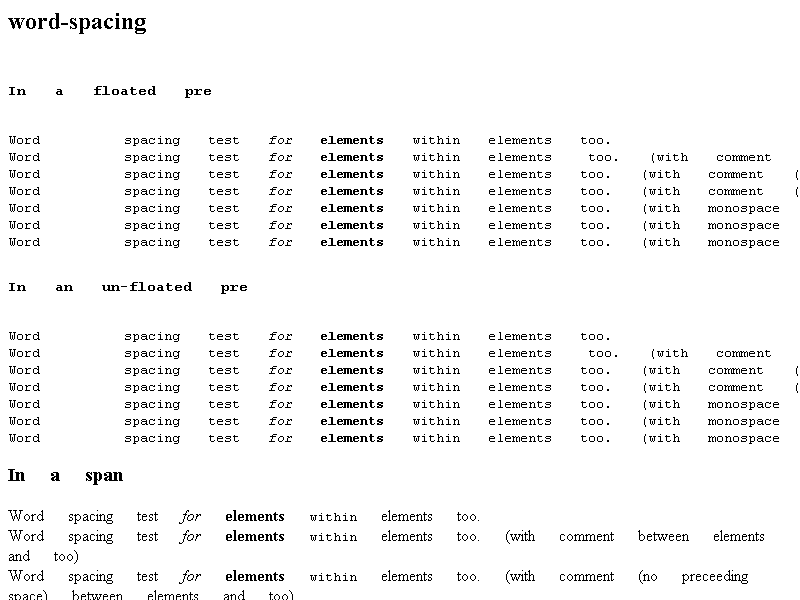 word-spacing
In a floated pre
Word spacing test for elements within elements too.
Word spacing test for elements within elements too. (with comment
Word spacing test for elements within elements too. (with comment (
Word spacing test for elements within elements too. (with comment (
Word spacing test for elements within elements too. (with monospace
Word spacing test for elements within elements too. (with monospace
Word spacing test for elements within elements too. (with monospace
In an un-floated pre
Word spacing test for elements within elements too.
Word spacing test for elements within elements too. (with comment
Word spacing test for elements within elements too. (with comment (
Word spacing test for elements within elements too. (with comment (
Word spacing test for elements within elements too. (with monospace
Word spacing test for elements within elements too. (with monospace
Word spacing test for elements within elements too. (with monospace
In a span
Word spacing test for elements within elements too.
Word spacing test for elements within elements too. (with comment between elements
and too)
Word spacing test for elements within elements too. (with comment (no preceeding
space) between elements and too)